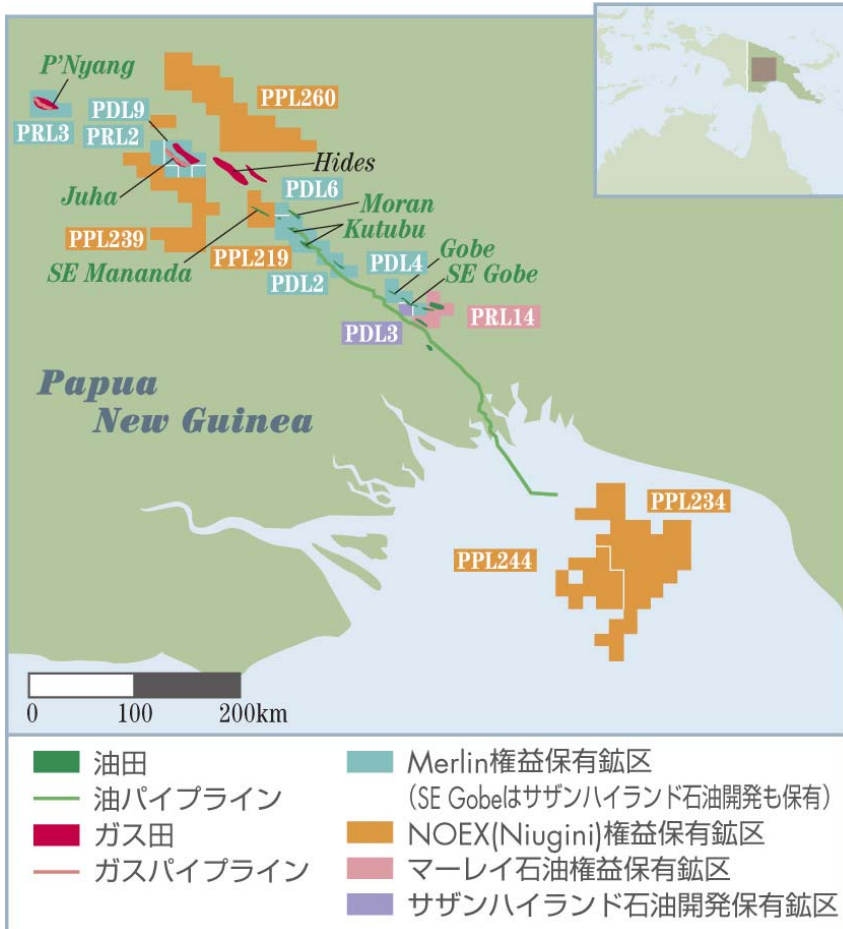 P'Nyang
PPL260
PDL9
PRL3
PRL2
Hides
Juha
PDL6
Moran
Kutubu
PPL239
PPL219
Gobe
SE Mananda
PDL4
SE Gobe
PDL2
PRL14
PDL3
Papua
New Guinea
PPL234
PPL244
0 100 200km
油田
油パイプライン
ガス田
ガスパイプライン
Merlin権益保有鉱区
(SE Gobeはサザンハイランド石油開発も保有)
NOEX(Niugini)権益保有鉱区
マーレイ石油権益保有鉱区
サザンハイランド石油開発保有鉱区